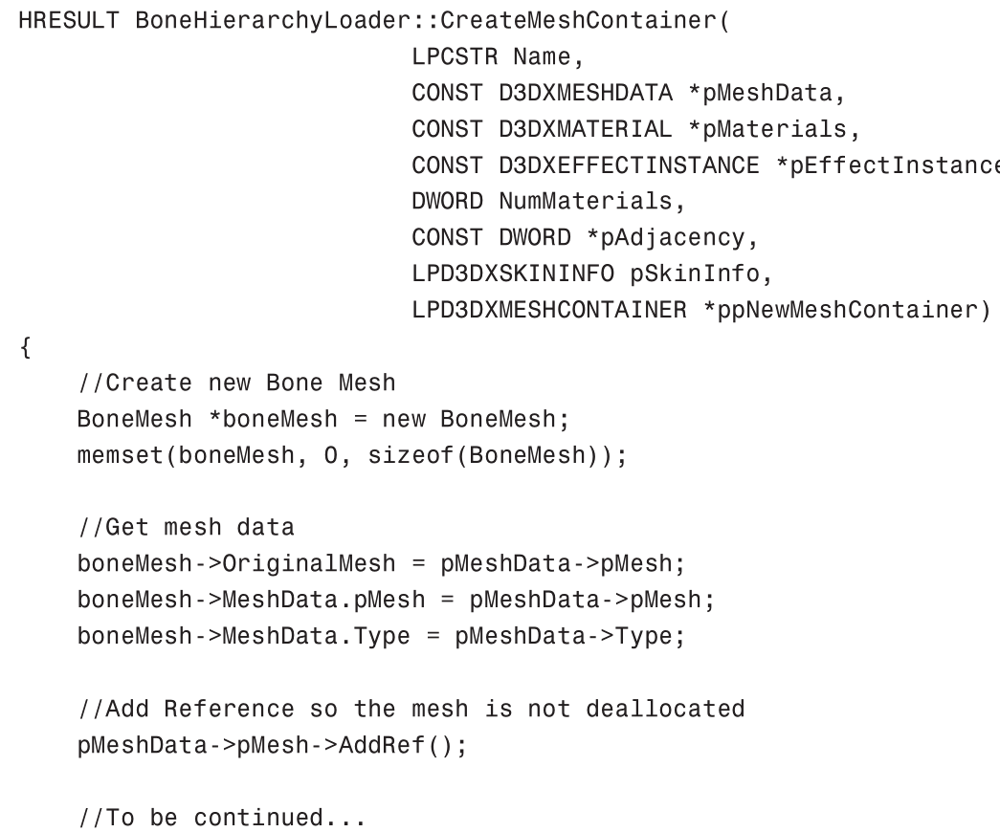 HRESULT BoneHierarchyLoader::CreateMeshContainer(
LPCSTR Name,
CONST D3DXMESHDATA *pMeshData,
CONST D3DXMATERIAL *pMaterials,
CONST D3DXEFFECTINSTANCE *pEffectInstance
DWORD NumMaterials,
CONST DWORD *pAdjacency,
LPD3DXSKININFO pSkinInfo,
LPD3DXMESHCONTAINER *ppNewMeshContainer)
{
//Create new Bone Mesh
BoneMesh *boneMesh = new BoneMesh;
memset(boneMesh, 0, sizeof(BoneMesh));
//Get mesh data
boneMesh->OriginalMesh = pMeshData->pMesh;
boneMesh->MeshData.pMesh = pMeshData->pMesh;
boneMesh->MeshData.Type = pMeshData->Type;
//Add Reference so the mesh is not deallocated
pMeshData->pMesh->AddRef();
//To be continued...